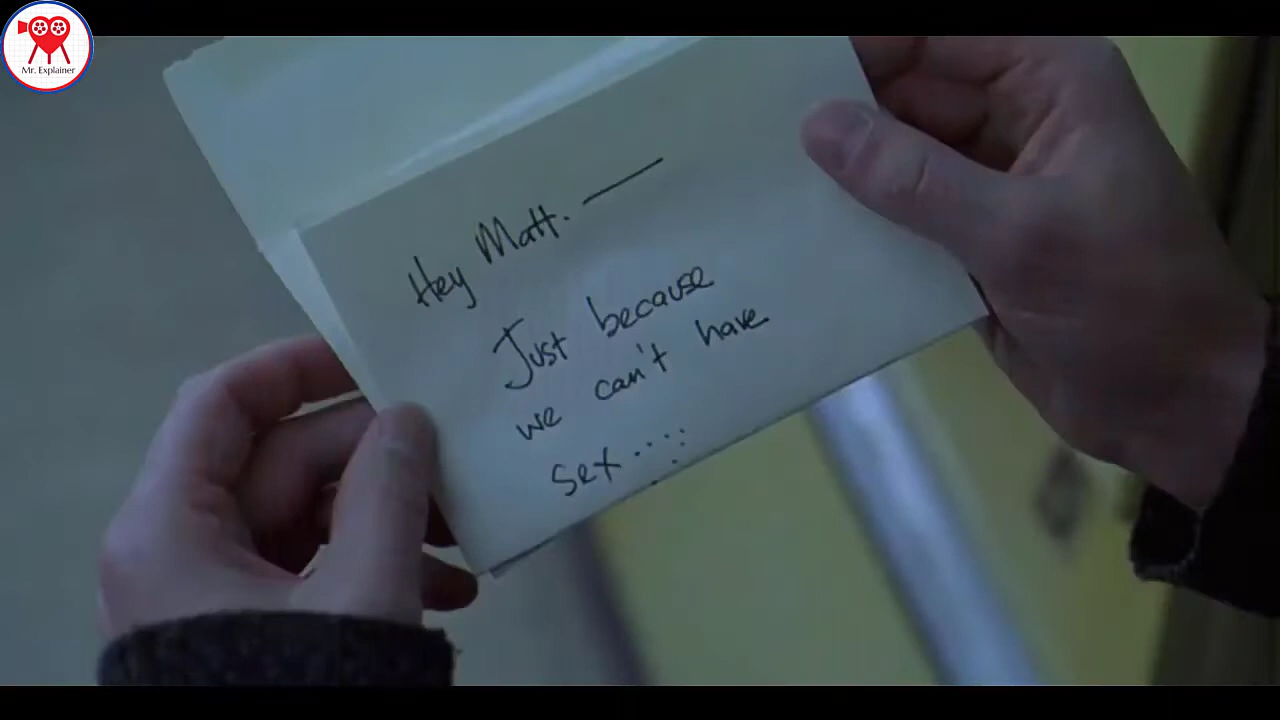 Mr. Explainer
Hey Matt. —
Just because
we can't have
sex.....